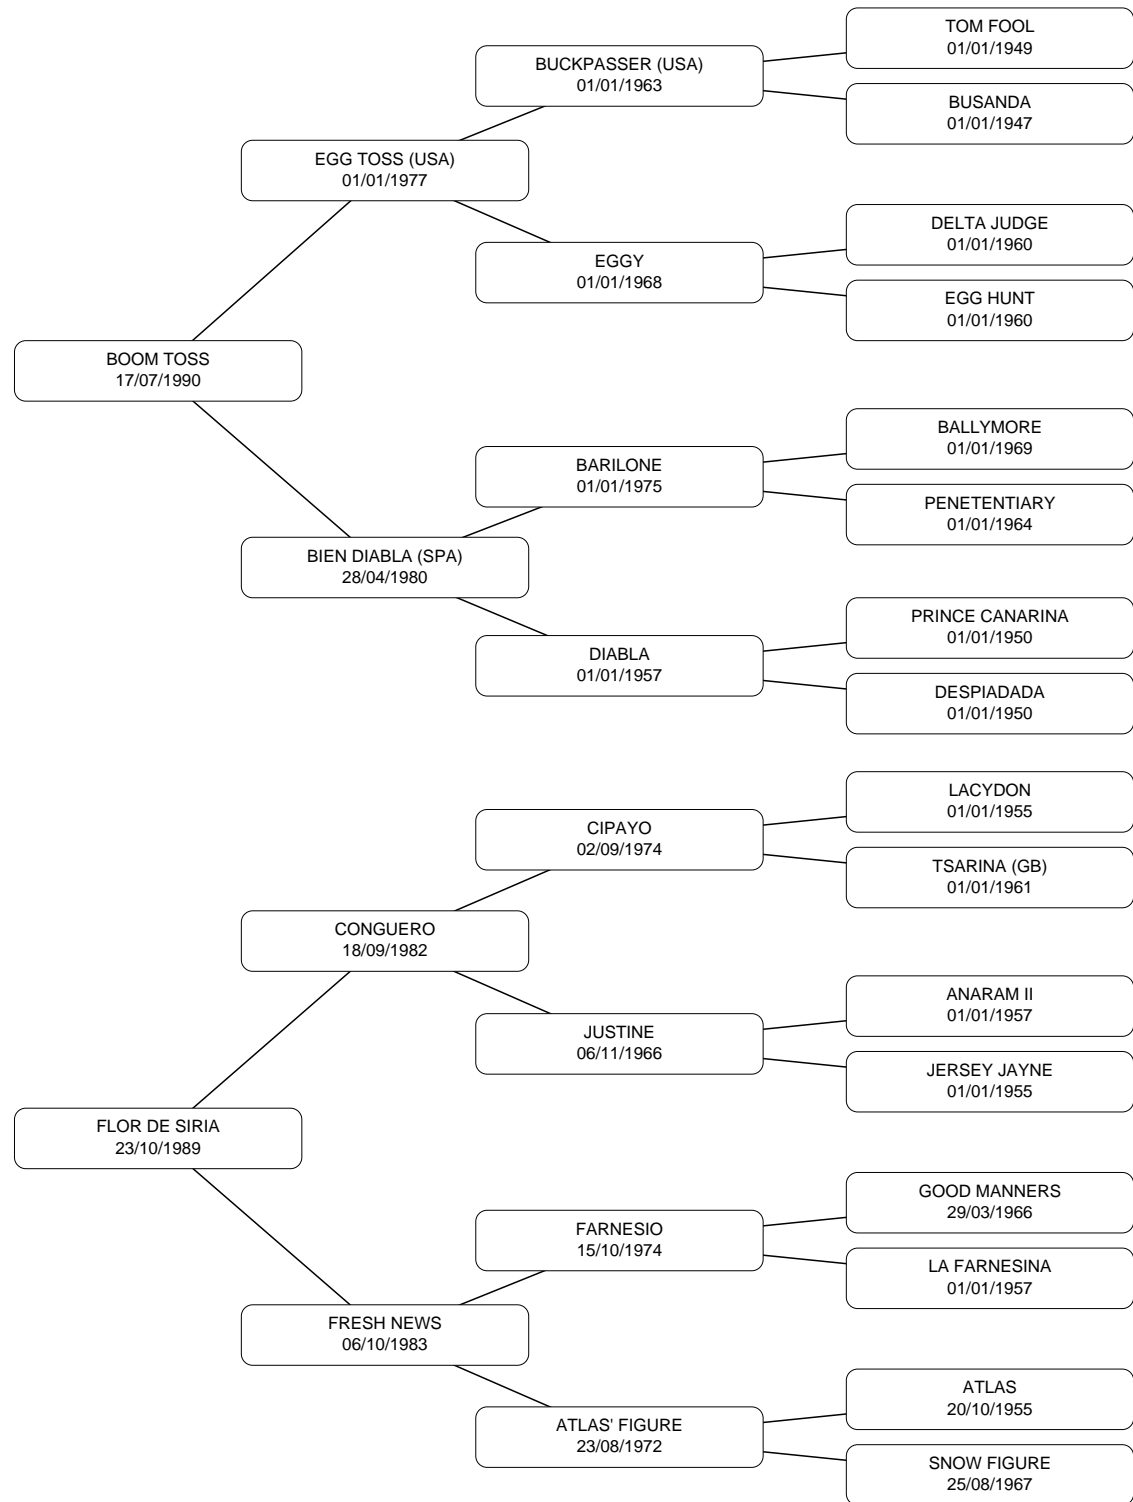 TOM FOOL
01/01/1949
BUCKPASSER (USA)
01/01/1963
BUSANDA
01/01/1947
EGG TOSS (USA)
01/01/1977
DELTA JUDGE
01/01/1960
EGGY
01/01/1968
EGG HUNT
01/01/1960
BOOM TOSS
17/07/1990
BALLYMORE
01/01/1969
BARILONE
01/01/1975
PENETENTIARY
01/01/1964
BIEN DIABLA (SPA)
28/04/1980
PRINCE CANARINA
01/01/1950
DIABLA
01/01/1957
DESPIADADA
01/01/1950
LACYDON
01/01/1955
CIPAYO
02/09/1974
TSARINA (GB)
01/01/1961
CONGUERO
18/09/1982
ANARAM II
01/01/1957
JUSTINE
06/11/1966
JERSEY JAYNE
01/01/1955
FLOR DE SIRIA
23/10/1989
GOOD MANNERS
29/03/1966
FARNESIO
15/10/1974
LA FARNESINA
01/01/1957
FRESH NEWS
06/10/1983
ATLAS
20/10/1955
ATLAS' FIGURE
23/08/1972
SNOW FIGURE
25/08/1967